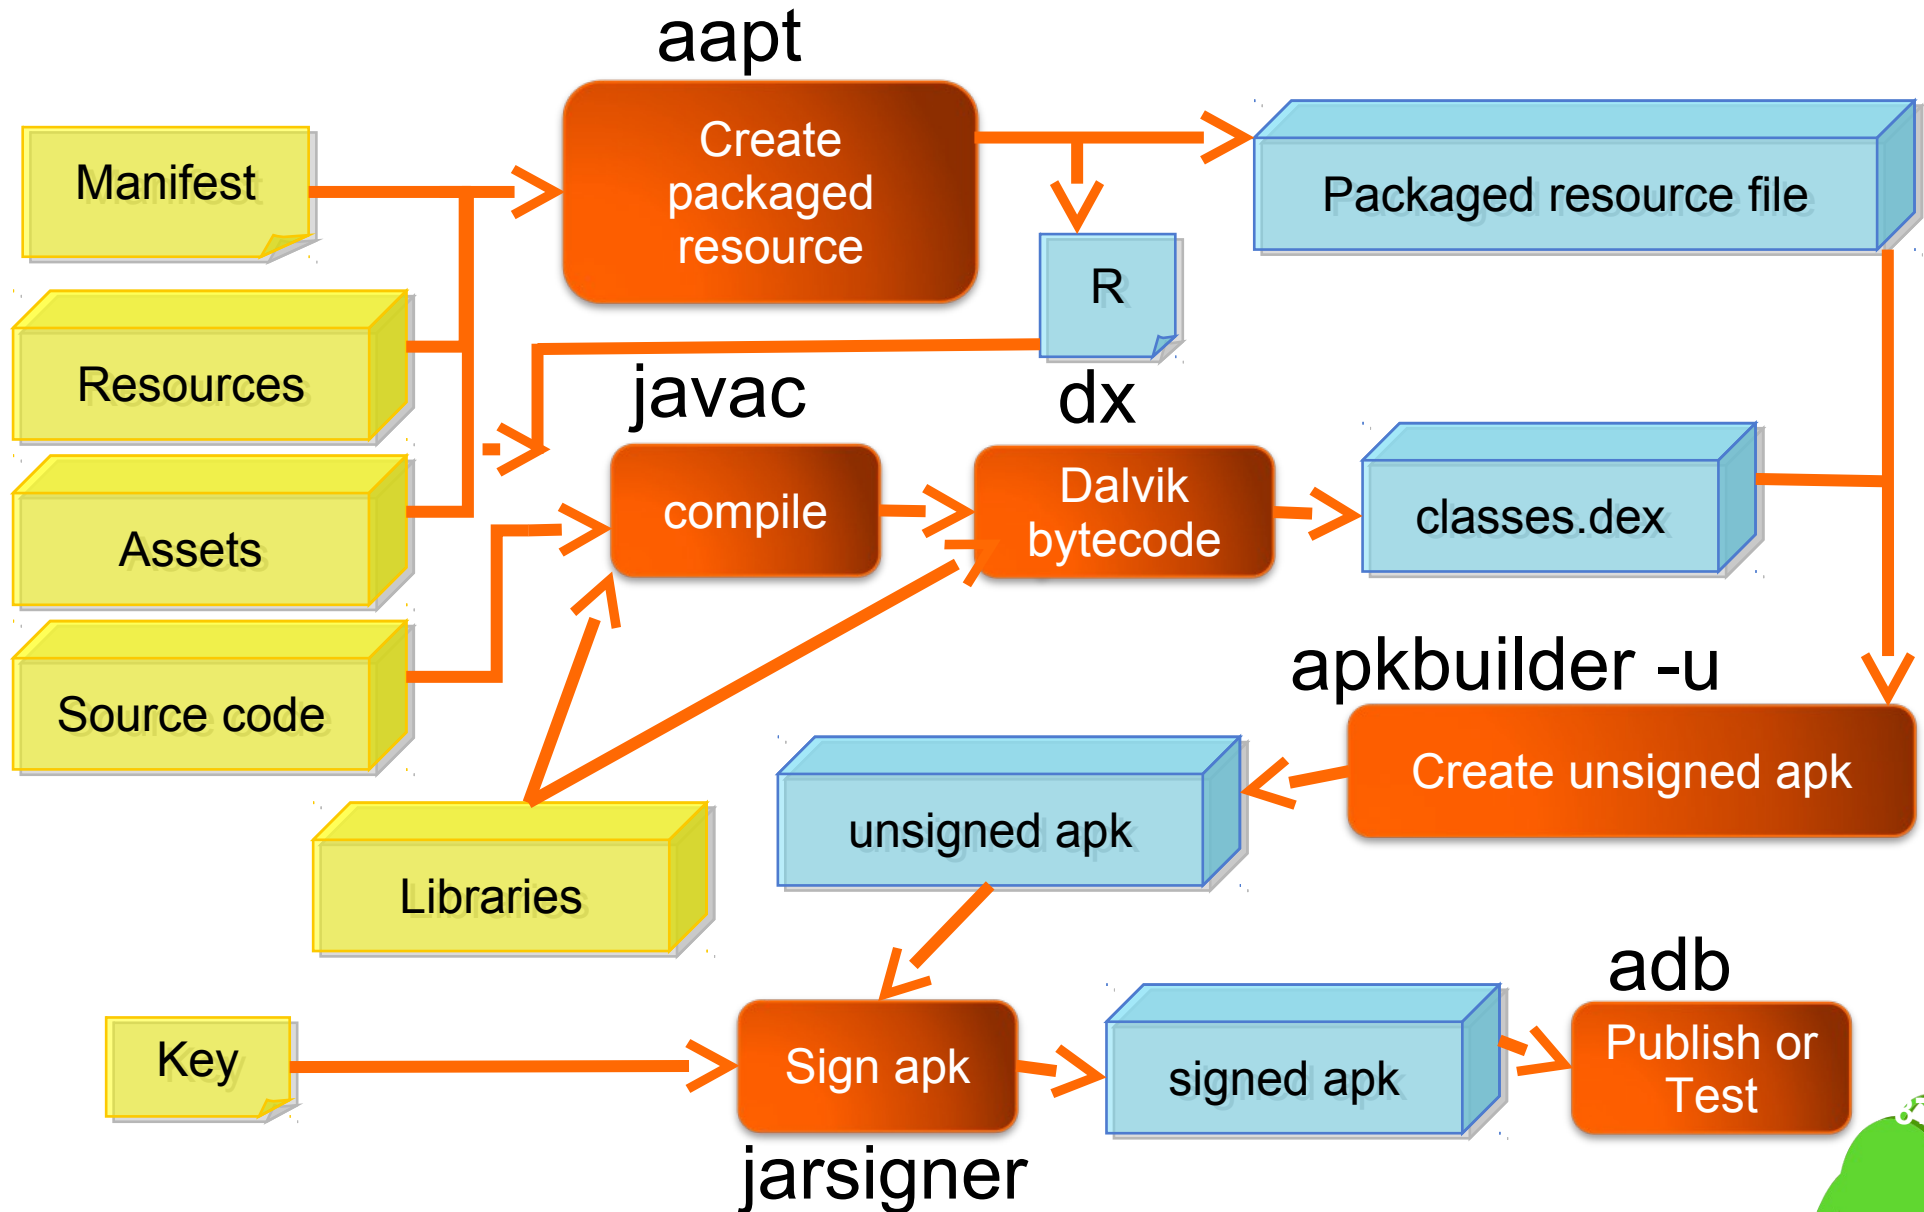 aapt
Manifest
Create
packaged
resource
Packaged resource file
R
Resources
javac
dx
compile
Dalvik
bytecode
classes.dex
Assets
Source code
apkbuilder -u
Create unsigned apk
unsigned apk
Libraries
adb
Key
Sign apk
signed apk
Publish or
Test
jarsigner